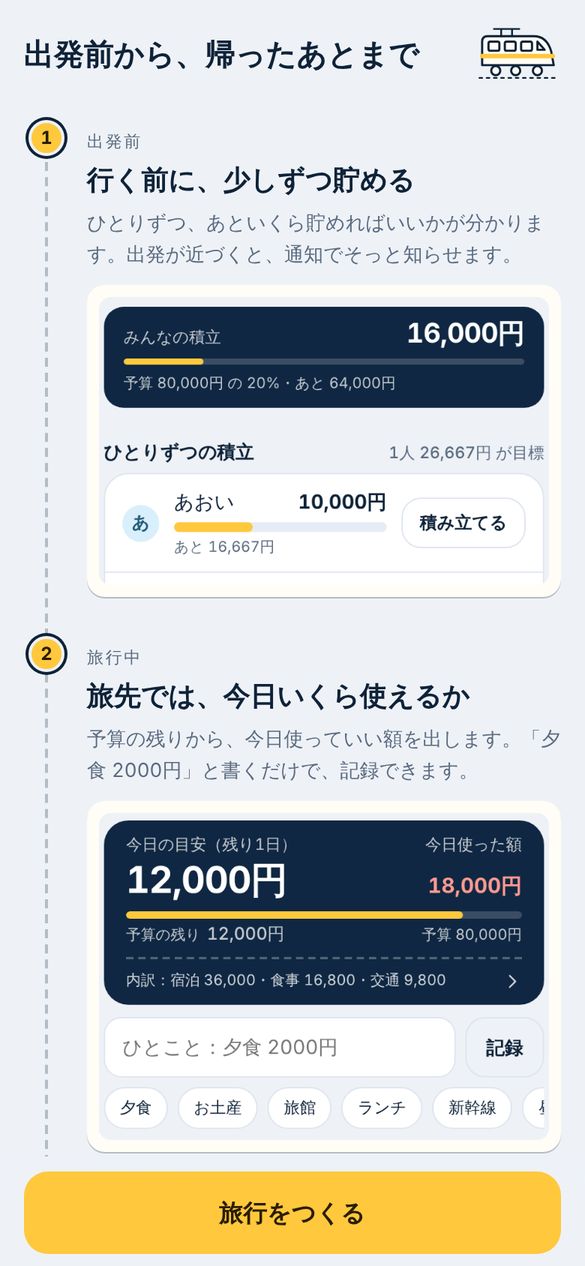 出発前から、帰ったあとまで
1
出発前
行く前に、少しずつ貯める
ひとりずつ、あといくら貯めればいいかが分かりま
す。出発が近づくと、通知でそっと知らせます。
みんなの積立 16,000円
予算 80,000円 の 20%・あと 64,000円
ひとりずつの積立 1人 26,667円 が目標
あ
あおい 10,000円
あと 16,667円
積み立てる
2
旅行中
旅先では、今日いくら使えるか
予算の残りから、今日使っていい額を出します。「夕
食 2000円」と書くだけで、記録できます。
今日の目安（残り1日） 今日使った額
12,000円 18,000円
予算の残り 12,000円 予算 80,000円
内訳：宿泊 36,000・食事 16,800・交通 9,800
ひとこと：夕食 2000円 記録
夕食 お土産 旅館 ランチ 新幹線
旅行をつくる